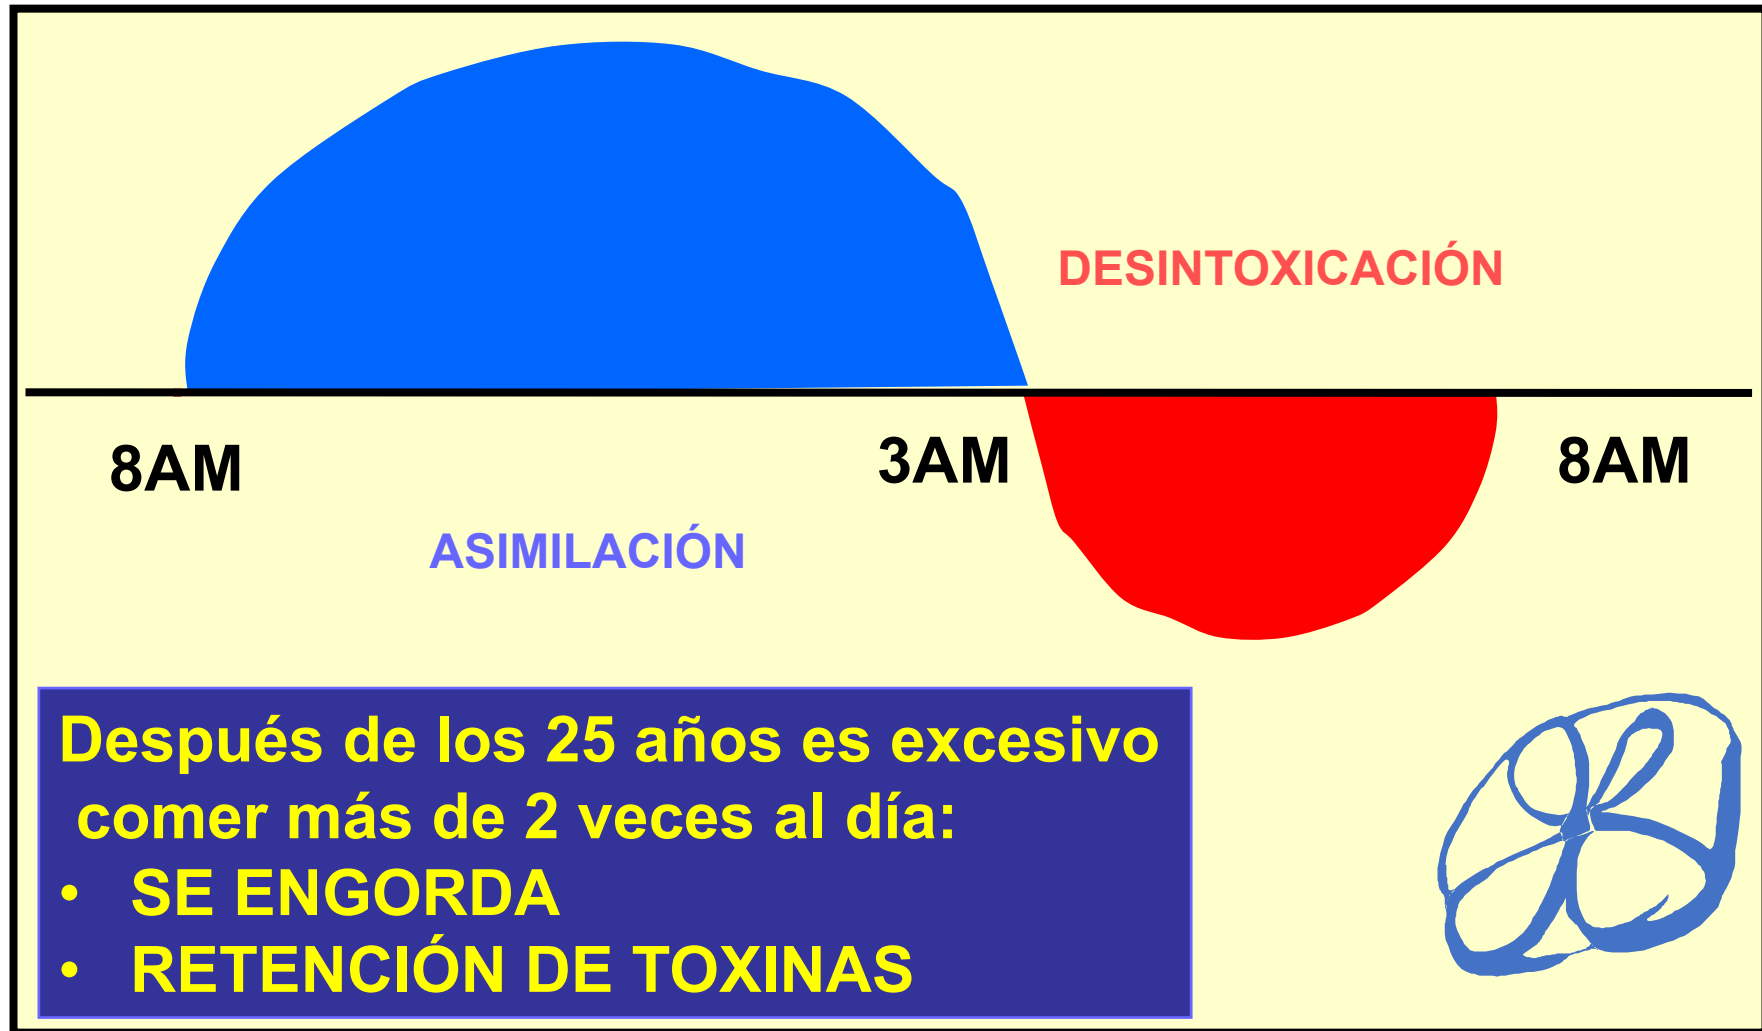 DESINTOXICACIÓN
8AM
3AM
8AM
ASIMILACIÓN
Después de los 25 años es excesivo
comer más de 2 veces al día:
• SE ENGORDA
• RETENCIÓN DE TOXINAS